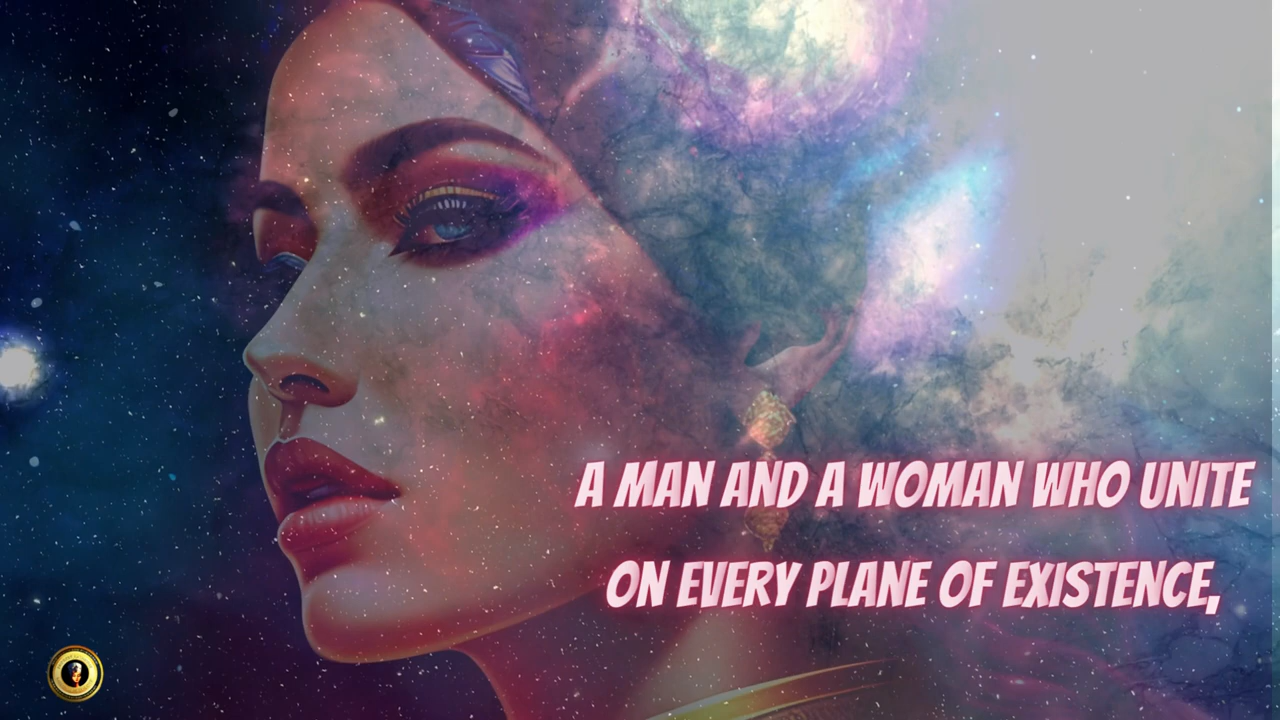 A MAN AND A WOMAN WHO UNITE
ON EVERY PLANE OF EXISTENCE,